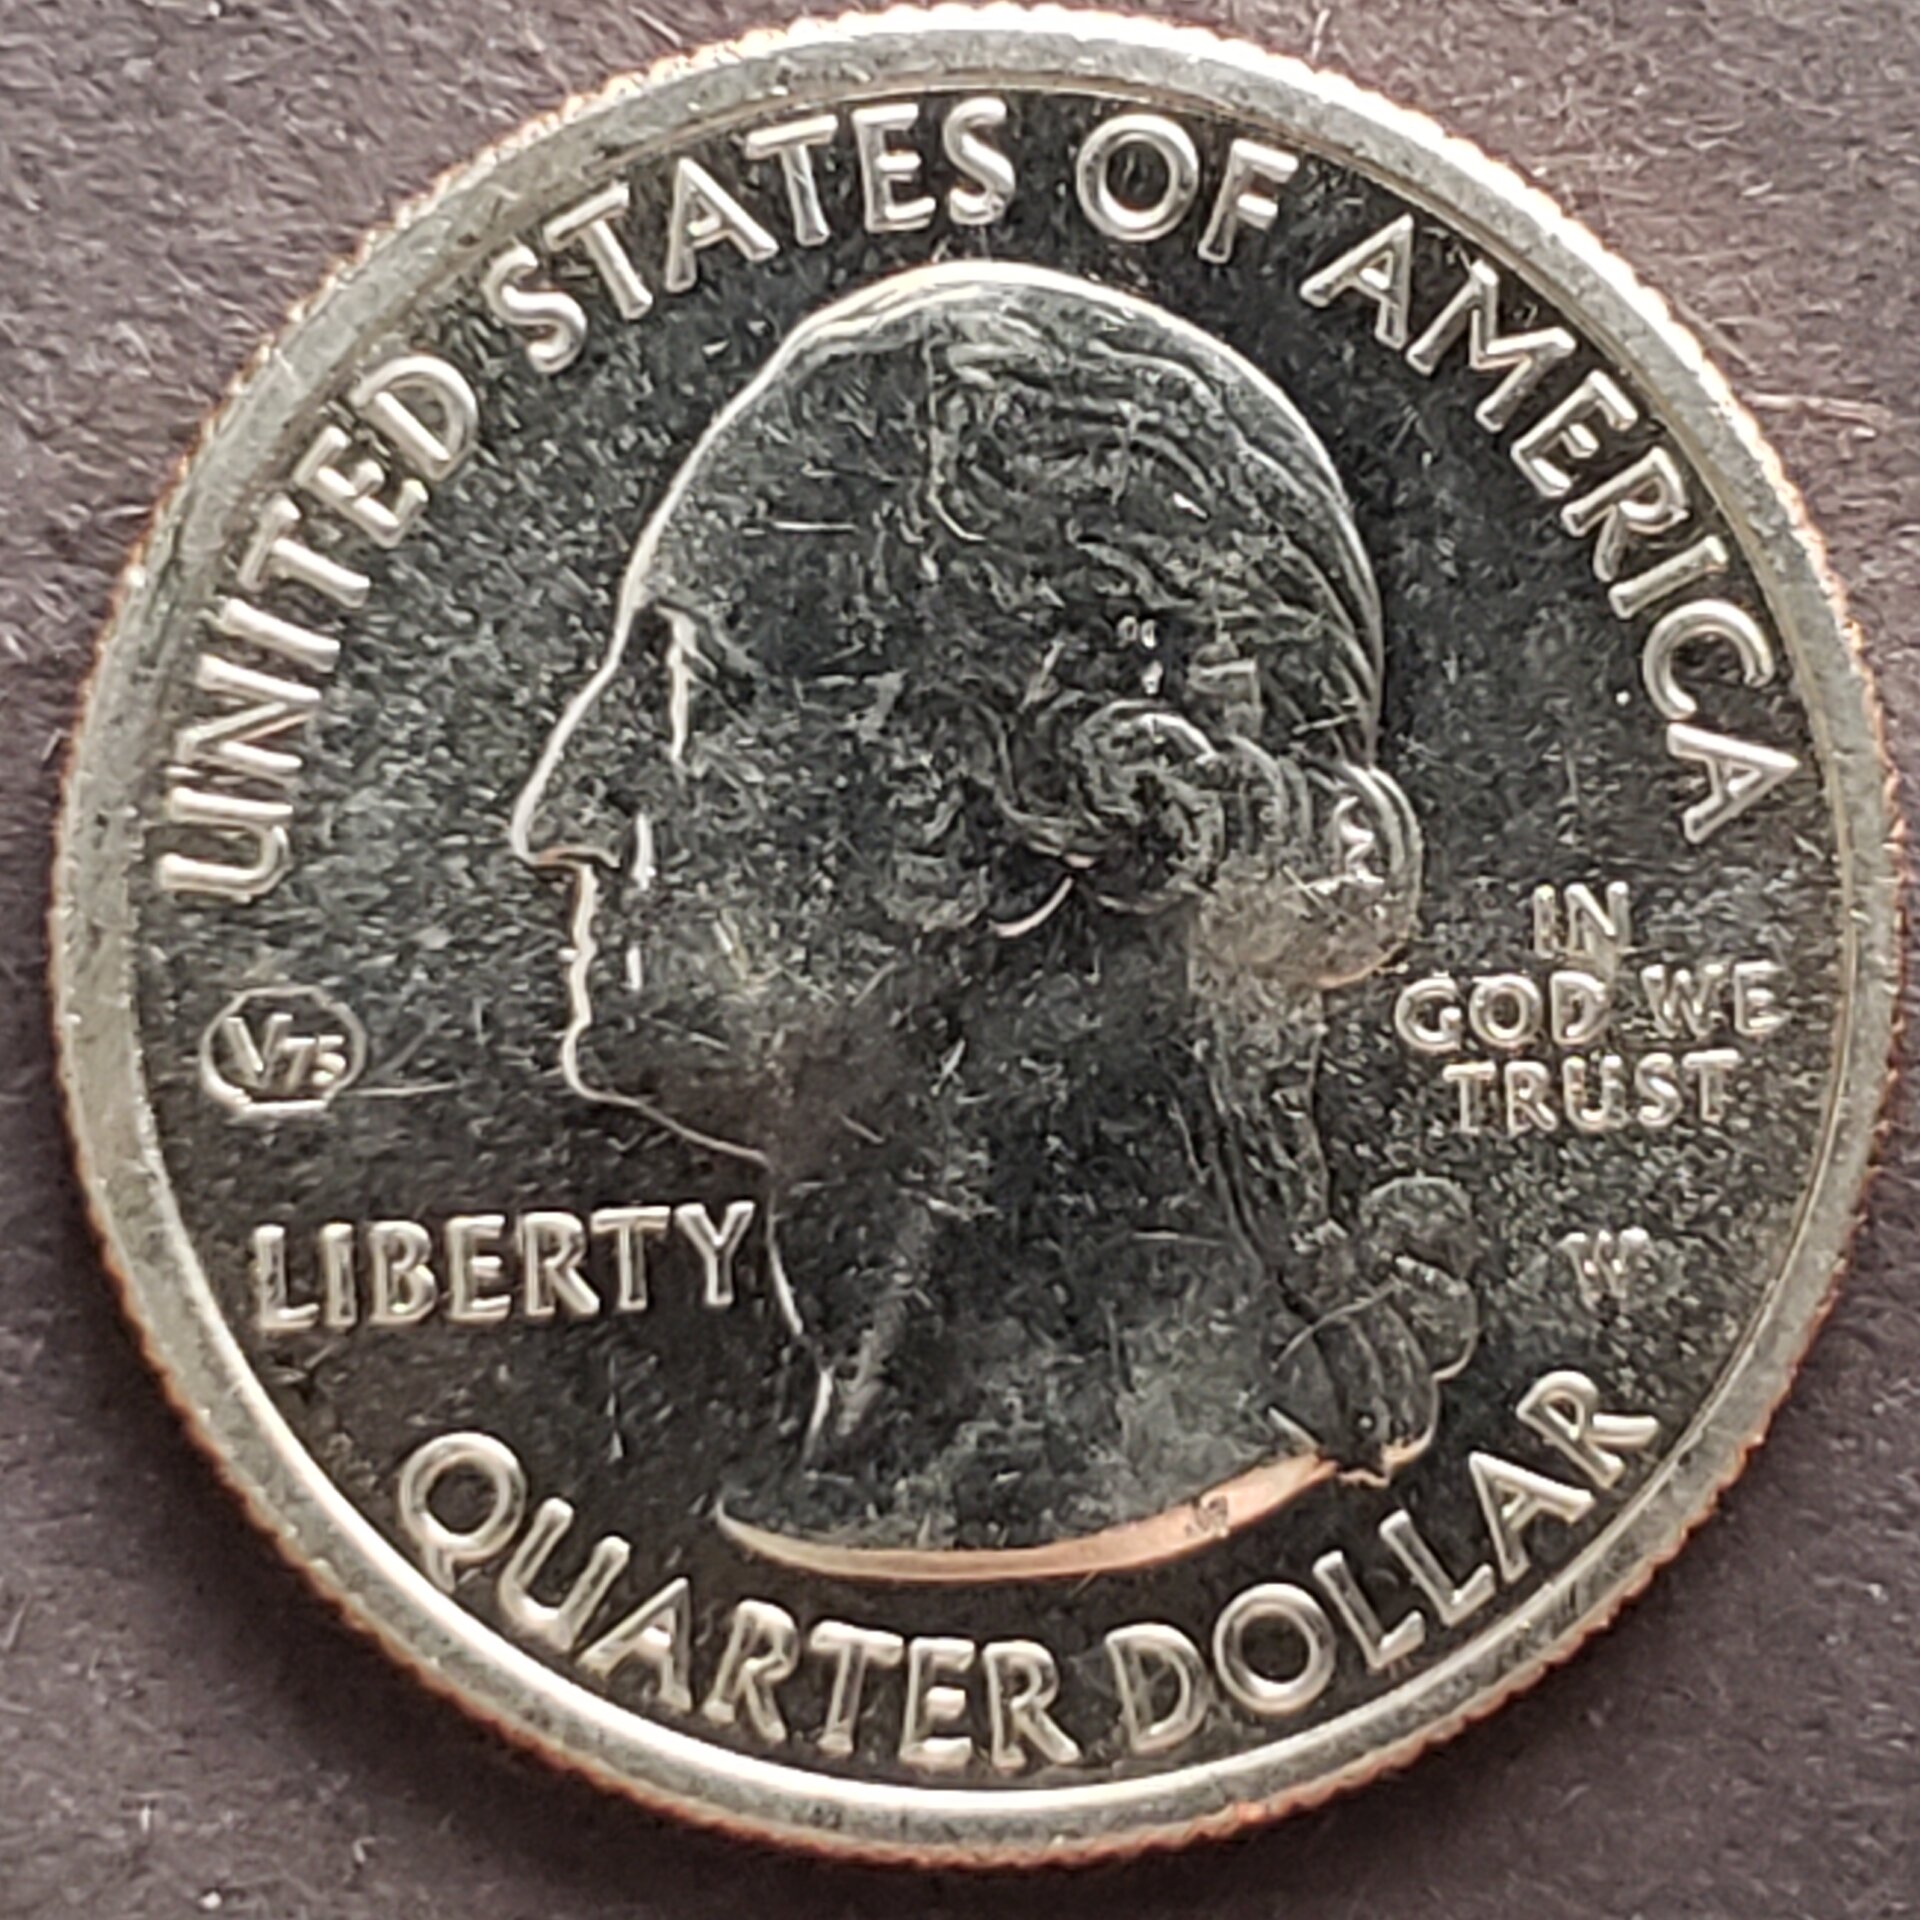 UNITED STATES OF AMERICA
IN
GOD WE
TRUST
V75
LIBERTY
W
QUARTER DOLLAR